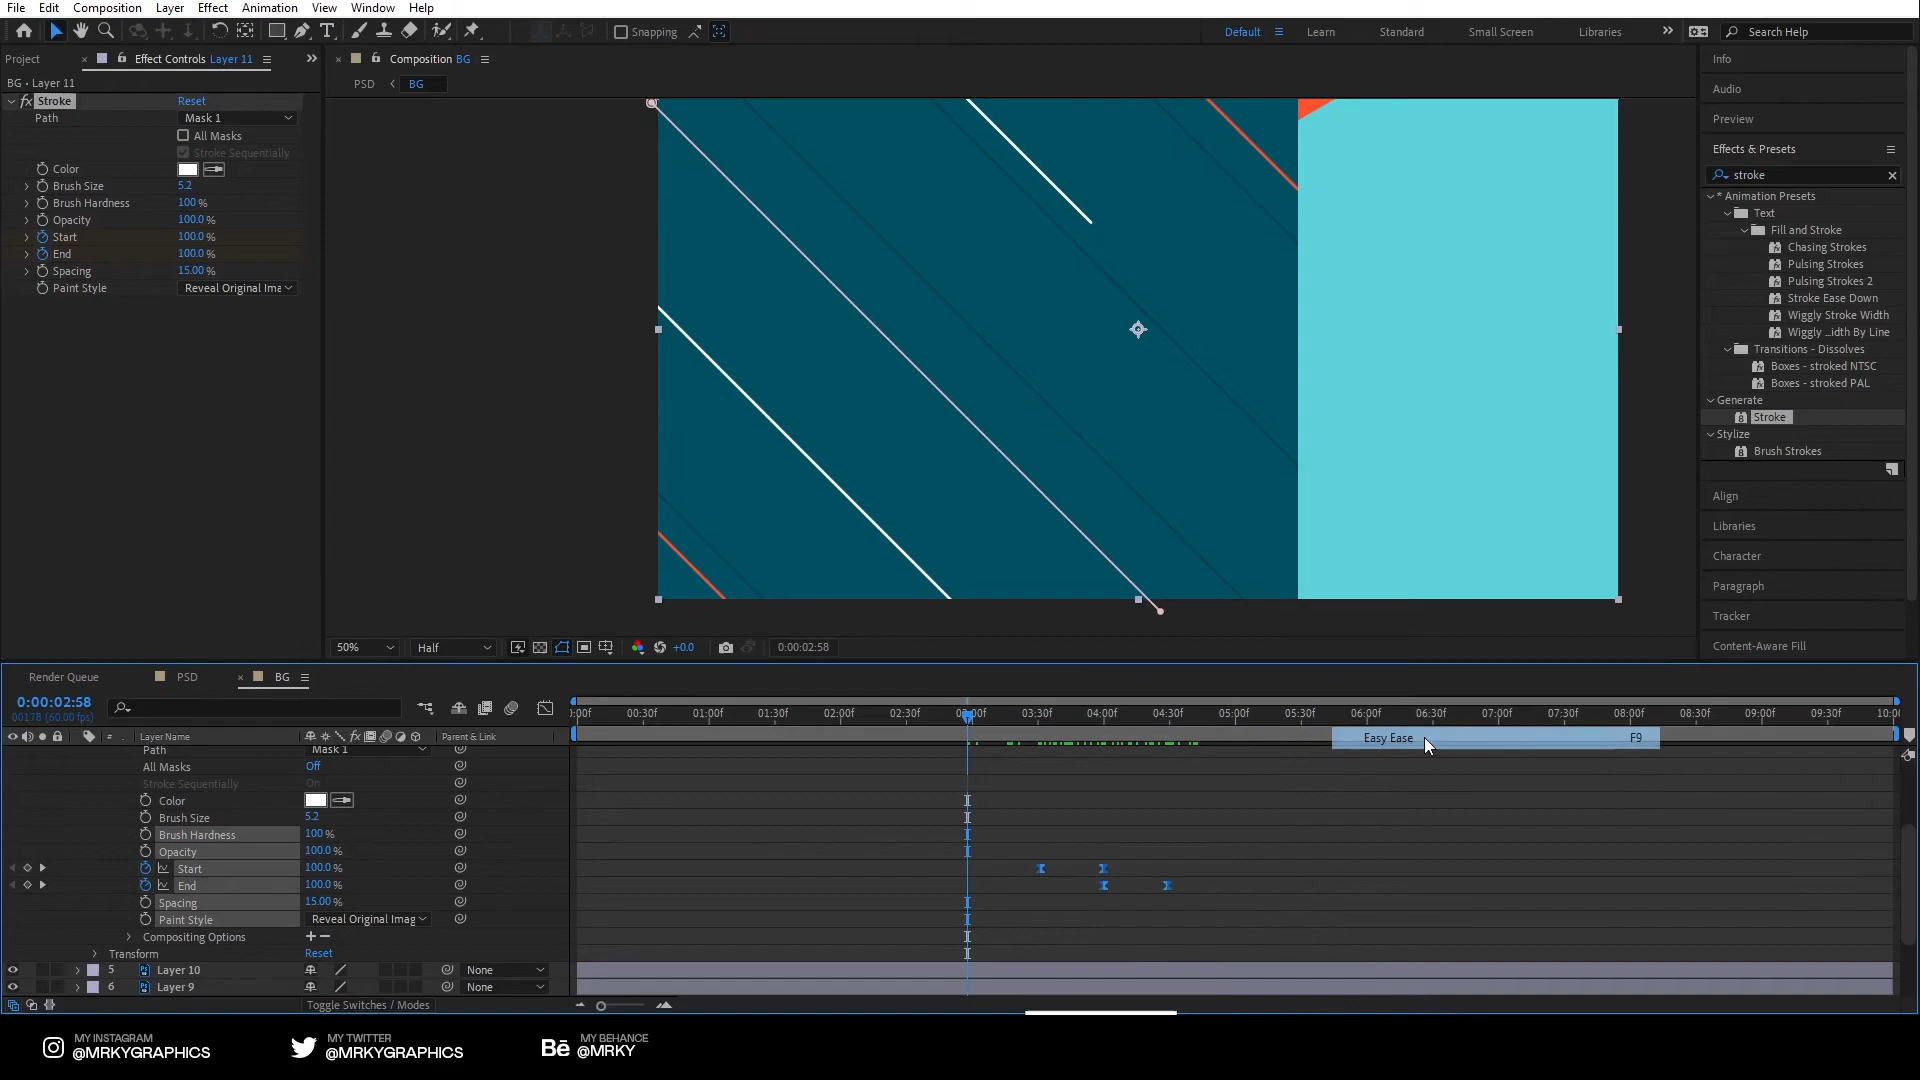 File Edit Composition Layer Effect Animation View Window Help
Snapping
Default Learn Standard Small Screen Libraries Search Help
Project Effect Controls Layer 11
BG • Layer 11
fx Stroke Reset
Path Mask 1
All Masks
Stroke Sequentially
Color
Brush Size 5.2
Brush Hardness 100 %
Opacity 100.0 %
Start 100.0 %
End 100.0 %
Spacing 15.00 %
Paint Style Reveal Original Ima
Composition BG
PSD BG
50% Half +0.0 0:00:02:58
Info
Audio
Preview
Effects & Presets
stroke
* Animation Presets
Text
Fill and Stroke
Chasing Strokes
Pulsing Strokes
Pulsing Strokes 2
Stroke Ease Down
Wiggly Stroke Width
Wiggly ...idth By Line
Transitions - Dissolves
Boxes - stroked NTSC
Boxes - stroked PAL
Generate
Stroke
Stylize
Brush Strokes
Align
Libraries
Character
Paragraph
Tracker
Content-Aware Fill
Render Queue PSD BG
0:00:02:58
00178 (60.00 fps)
:00f 00:30f 01:00f 01:30f 02:00f 02:30f 03:00f 03:30f 04:00f 04:30f 05:00f 05:30f 06:00f 06:30f 07:00f 07:30f 08:00f 08:30f 09:00f 09:30f 10:00
# . Layer Name Parent & Link
Easy Ease F9
Path Mask 1
All Masks Off
Stroke Sequentially On
Color
Brush Size 5.2
Brush Hardness 100 %
Opacity 100.0 %
Start 100.0 %
End 100.0 %
Spacing 15.00 %
Paint Style Reveal Original Imag
Compositing Options + −
Transform Reset
5 Layer 10 None
6 Layer 9 None
Toggle Switches / Modes
MY INSTAGRAM
@MRKYGRAPHICS
MY TWITTER
@MRKYGRAPHICS
Bē MY BEHANCE
@MRKY